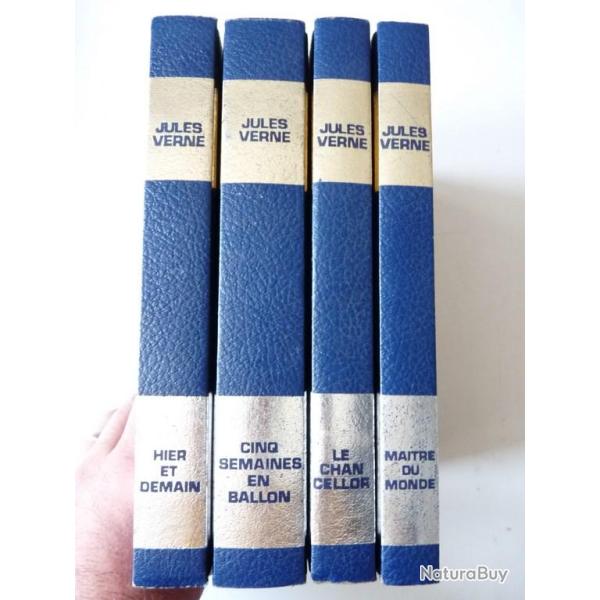 JULES
VERNE
HIER
ET
DEMAIN
JULES
VERNE
CINQ
SEMAINES
EN
BALLON
JULES
VERNE
LE
CHAN
CELLOR
JULES
VERNE
MAITRE
DU
MONDE
NaturaBuy